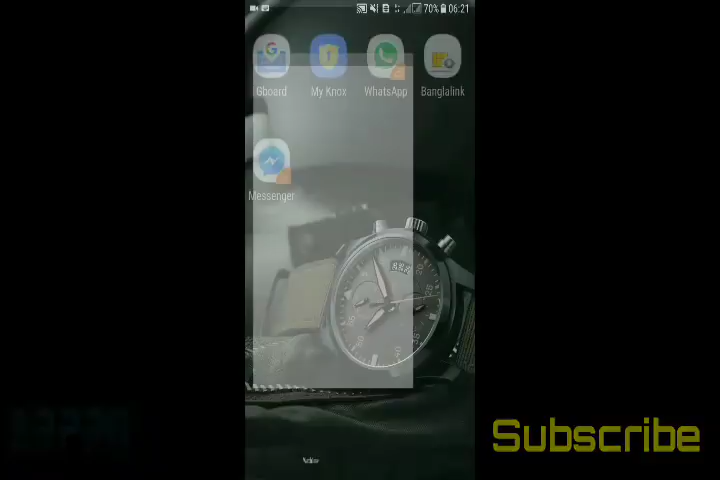 70% 06:21
Gboard
My Knox
WhatsApp
Banglalink
Messenger
Subscribe